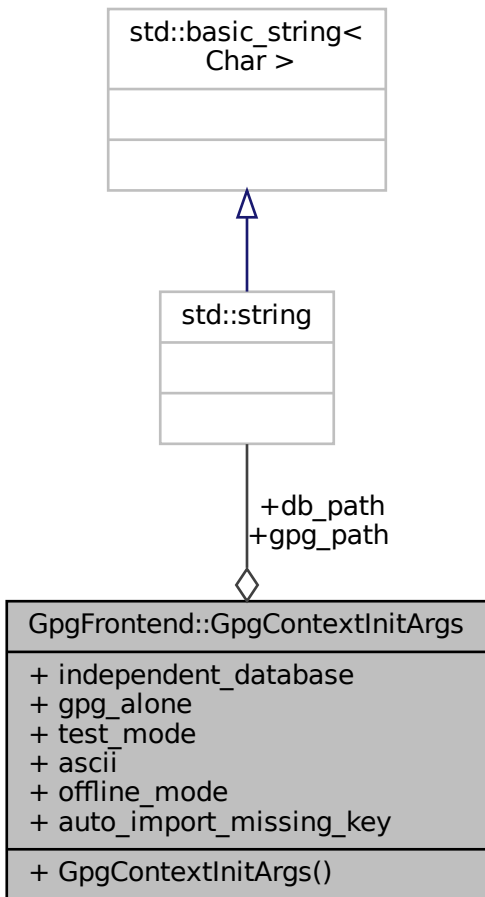 std::basic_string<
Char >
std::string
+db_path
+gpg_path
GpgFrontend::GpgContextInitArgs
+ independent_database
+ gpg_alone
+ test_mode
+ ascii
+ offline_mode
+ auto_import_missing_key
+ GpgContextInitArgs()